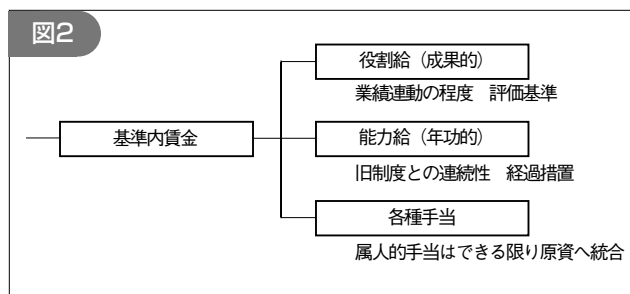 図2
役割給（成果的）
業績連動の程度　評価基準
基準内賃金
能力給（年功的）
旧制度との連続性　経過措置
各種手当
属人的手当はできる限り原資へ統合